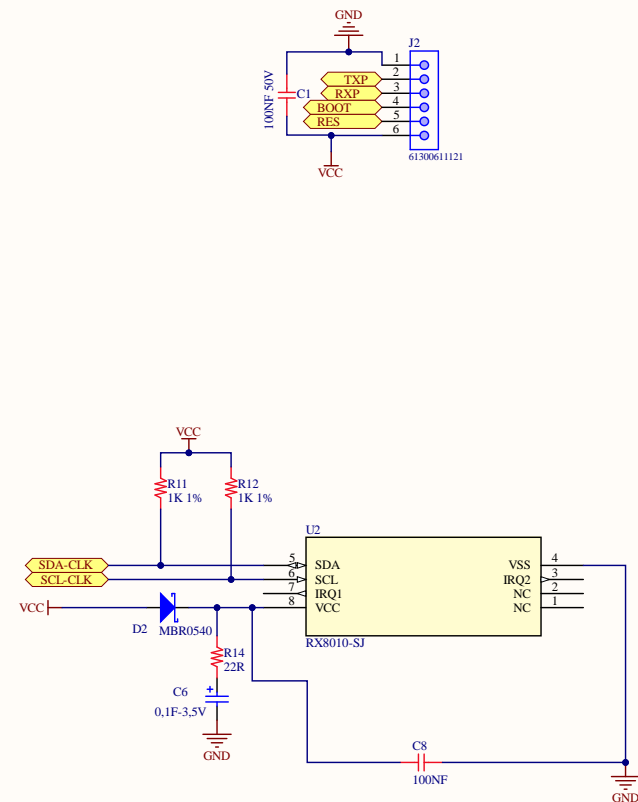 GND
J2
1
TXP
2
RXP
3
BOOT
4
RES
5
6
100NF 50V
C1
61300611121
VCC
VCC
R11
1K 1%
R12
1K 1%
U2
SDA-CLK
5
SDA
VSS
4
SCL-CLK
6
SCL
IRQ2
3
7
IRQ1
NC
2
VCC
8
VCC
NC
1
D2
MBR0540
RX8010-SJ
R14
22R
C6
+
0,1F-3,5V
GND
C8
100NF
GND